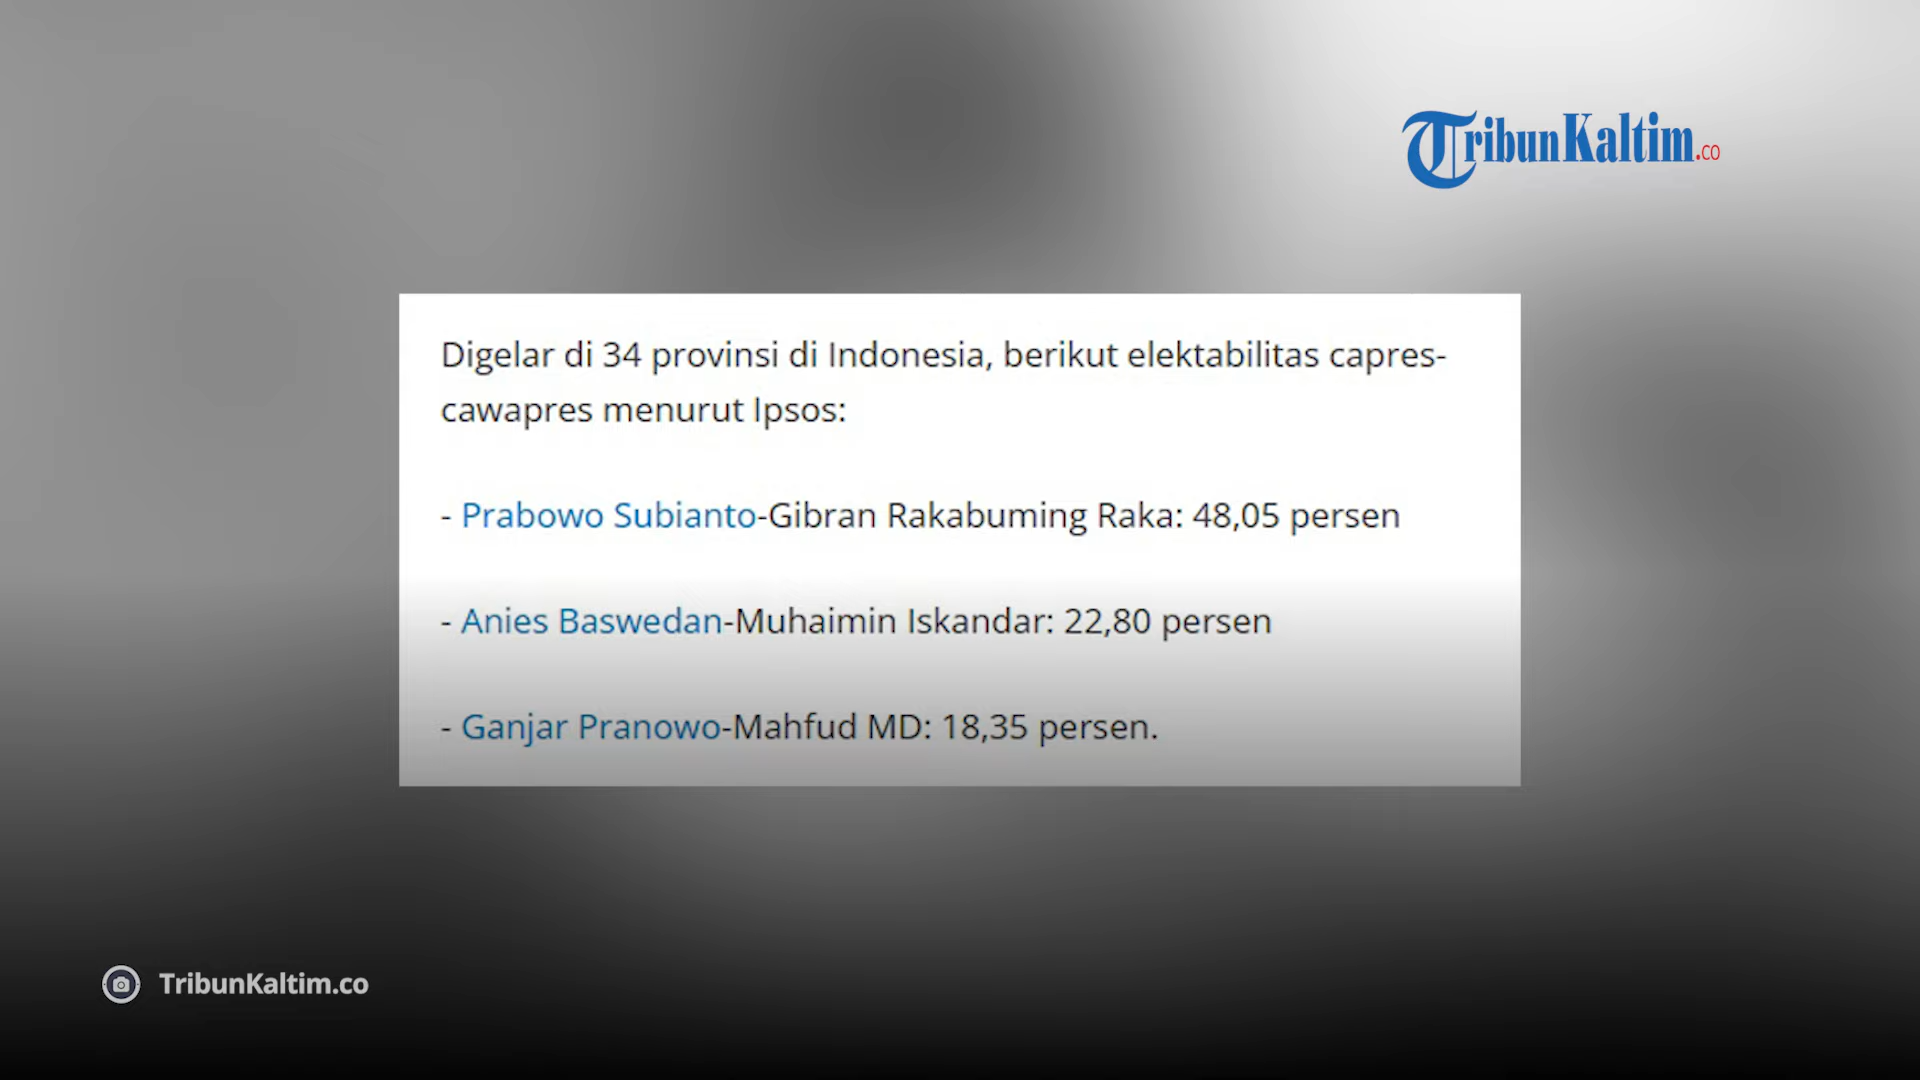 TribunKaltim.co
Digelar di 34 provinsi di Indonesia, berikut elektabilitas capres-
cawapres menurut Ipsos:
- Prabowo Subianto-Gibran Rakabuming Raka: 48,05 persen
- Anies Baswedan-Muhaimin Iskandar: 22,80 persen
- Ganjar Pranowo-Mahfud MD: 18,35 persen.
TribunKaltim.co